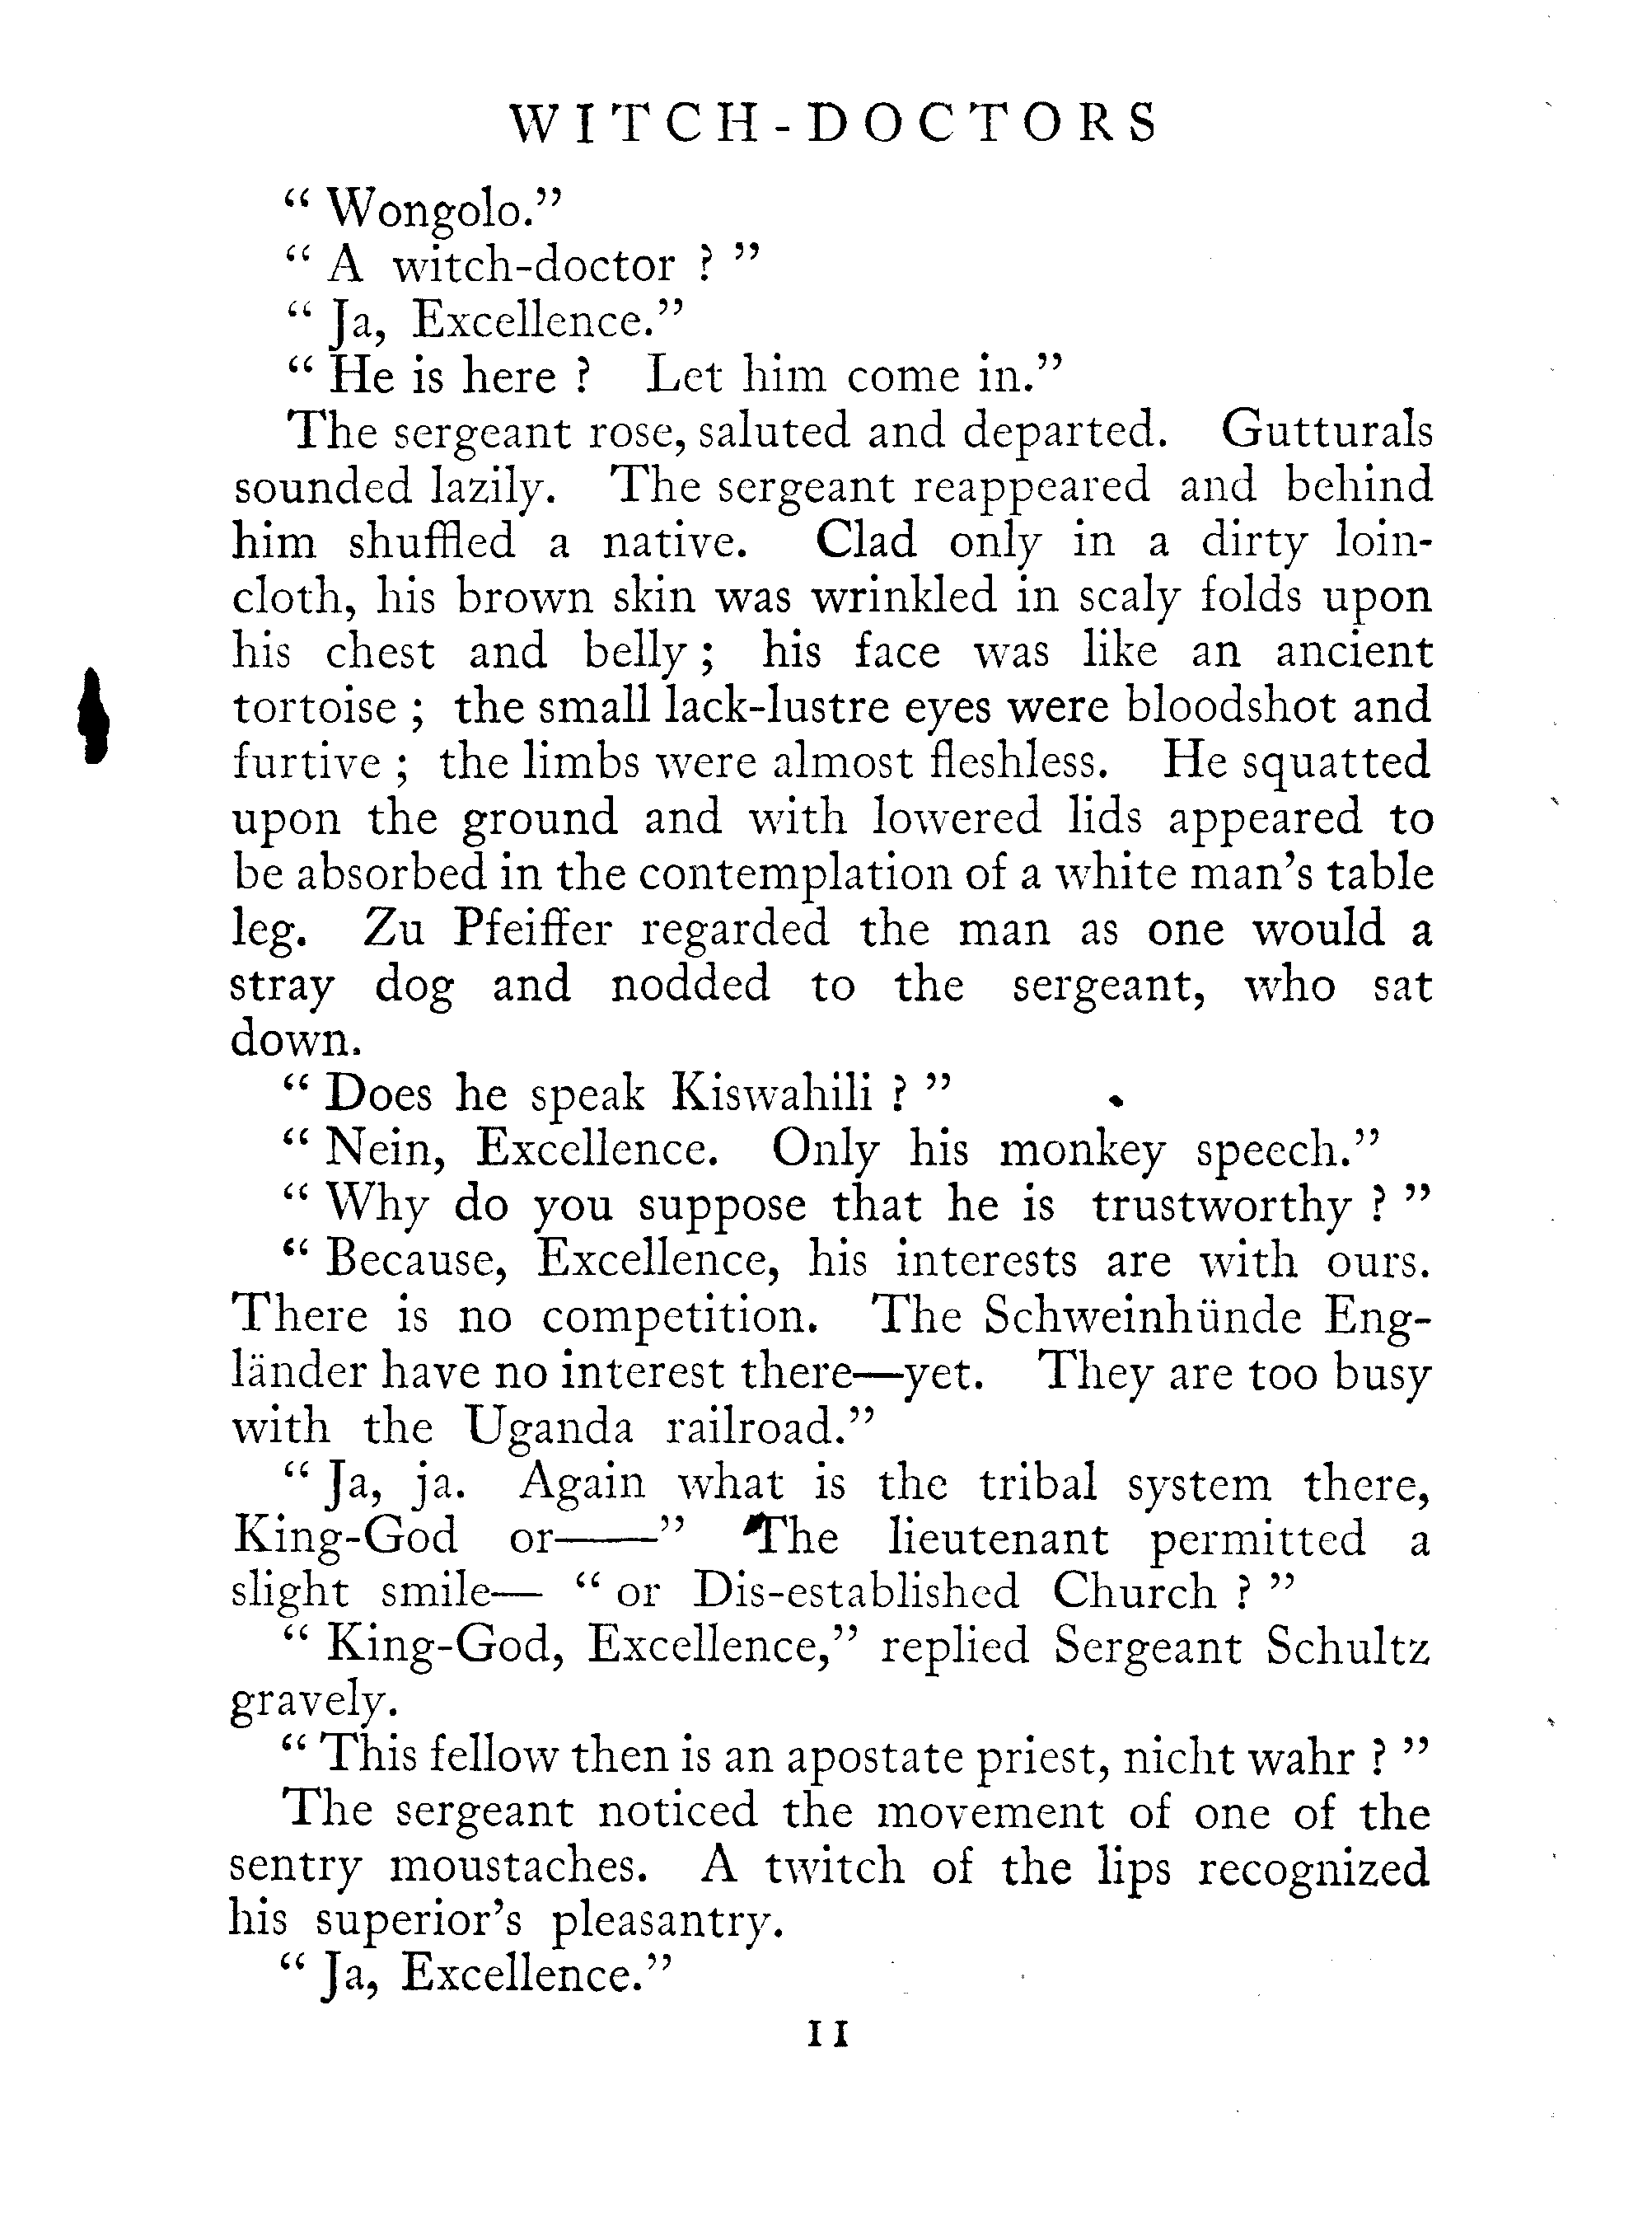 WITCH-DOCTORS
“ Wongolo.”
“ A witch-doctor ? ”
“ Ja, Excellence.”
“ He is here ? Let him come in.”
The sergeant rose, saluted and departed. Gutturals
sounded lazily. The sergeant reappeared and behind
him shuffled a native. Clad only in a dirty loin-
cloth, his brown skin was wrinkled in scaly folds upon
his chest and belly ; his face was like an ancient
tortoise ; the small lack-lustre eyes were bloodshot and
furtive ; the limbs were almost fleshless. He squatted
upon the ground and with lowered lids appeared to
be absorbed in the contemplation of a white man’s table
leg. Zu Pfeiffer regarded the man as one would a
stray dog and nodded to the sergeant, who sat
down.
“ Does he speak Kiswahili ? ”
“ Nein, Excellence. Only his monkey speech.”
“ Why do you suppose that he is trustworthy ? ”
“ Because, Excellence, his interests are with ours.
There is no competition. The Schweinhünde Eng-
länder have no interest there—yet. They are too busy
with the Uganda railroad.”
“ Ja, ja. Again what is the tribal system there,
King-God or——” The lieutenant permitted a
slight smile— “ or Dis-established Church ? ”
“ King-God, Excellence,” replied Sergeant Schultz
gravely.
“ This fellow then is an apostate priest, nicht wahr ? ”
The sergeant noticed the movement of one of the
sentry moustaches. A twitch of the lips recognized
his superior’s pleasantry.
“ Ja, Excellence.”
11